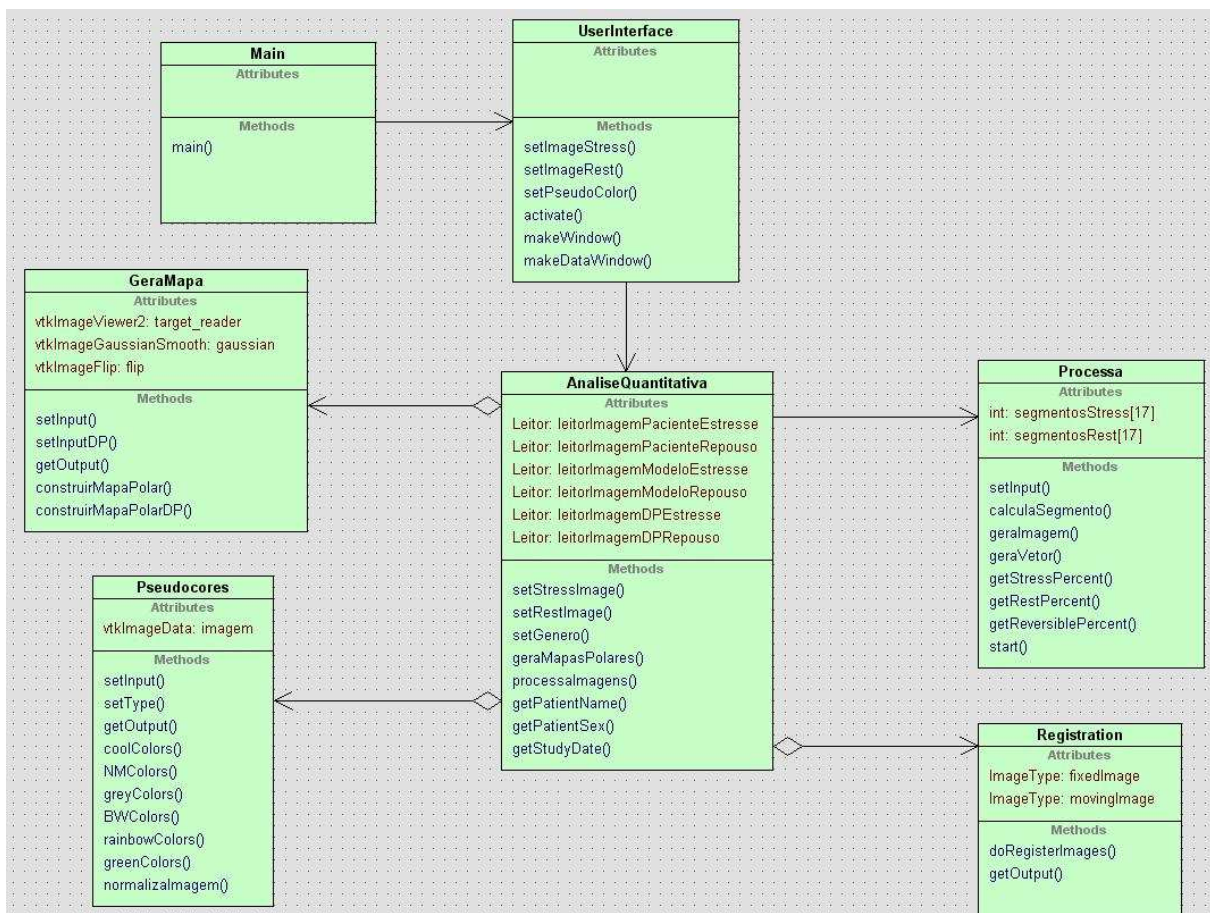 Main
Attributes
Methods
main()
UserInterface
Attributes
Methods
setImageStress()
setImageRest()
setPseudoColor()
activate()
makeWindow()
makeDataWindow()
GeraMapa
Attributes
vtkImageViewer2: target_reader
vtkImageGaussianSmooth: gaussian
vtkImageFlip: flip
Methods
setInput()
setInputDP()
getOutput()
construirMapaPolar()
construirMapaPolarDP()
AnaliseQuantitativa
Attributes
Leitor: leitorImagemPacienteEstresse
Leitor: leitorImagemPacienteRepouso
Leitor: leitorImagemModeloEstresse
Leitor: leitorImagemModeloRepouso
Leitor: leitorImagemDPEstresse
Leitor: leitorImagemDPRepouso
Methods
setStressImage()
setRestImage()
setGenero()
geraMapasPolares()
processaImagens()
getPatientName()
getPatientSex()
getStudyDate()
Processa
Attributes
int: segmentosStress[17]
int: segmentosRest[17]
Methods
setInput()
calculaSegmento()
geraImagem()
geraVetor()
getStressPercent()
getRestPercent()
getReversiblePercent()
start()
Pseudocores
Attributes
vtkImageData: imagem
Methods
setInput()
setType()
getOutput()
coolColors()
NMColors()
greyColors()
BWColors()
rainbowColors()
greenColors()
normalizaImagem()
Registration
Attributes
ImageType: fixedImage
ImageType: movingImage
Methods
doRegisterImages()
getOutput()